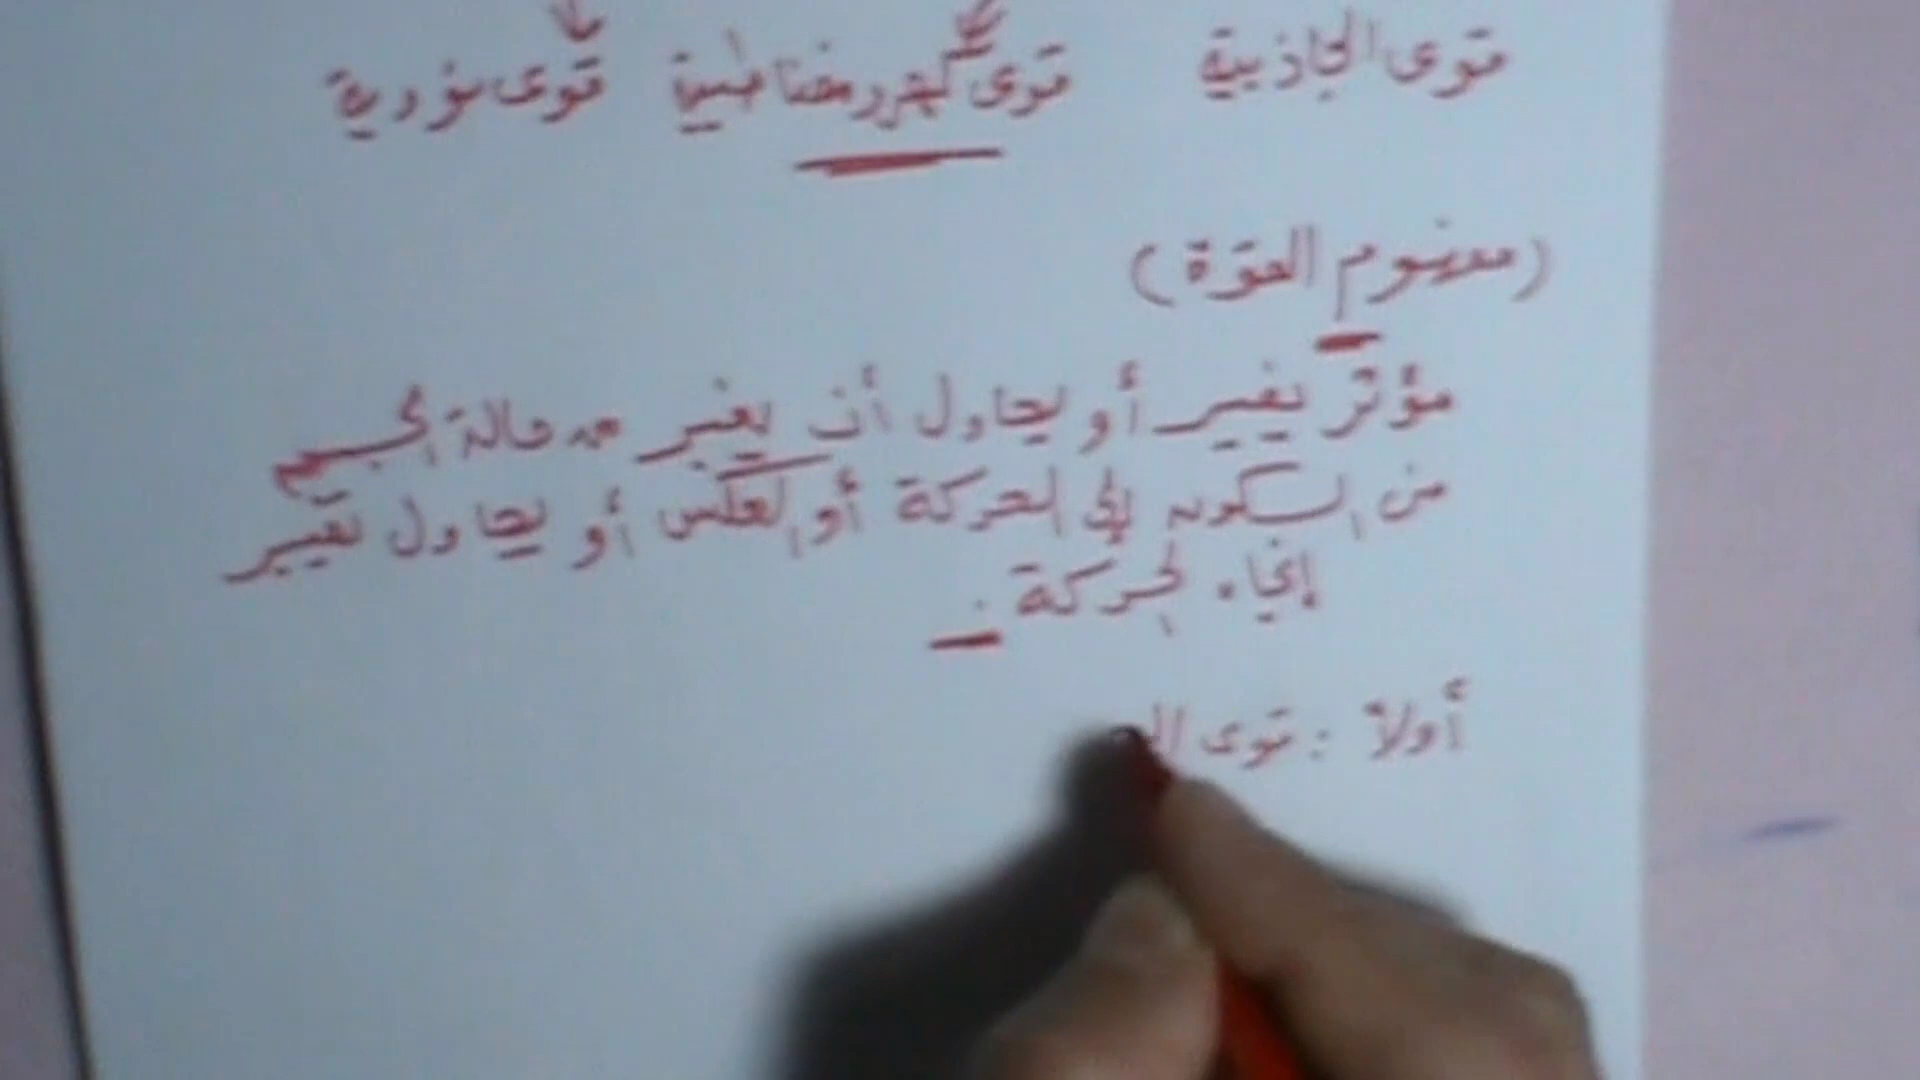 قوى الجاذبية قوى كهرومغناطيسية قوى نووية
(مفهوم القوة)
مؤثر يغير أو يحاول أن يغير من حالة الجسم
من السكون إلى الحركة أو العكس أو يحاول تغيير
إتجاه الحركة .
أولاً : قوى